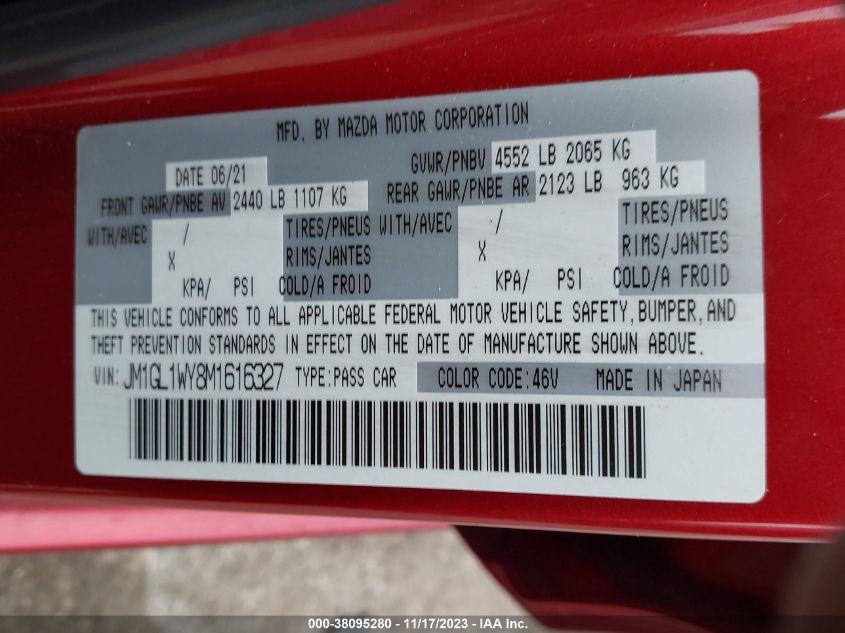 MFD. BY MAZDA MOTOR CORPORATION
DATE 06/21 GVWR/PNBV 4552 LB 2065 KG
FRONT GAWR/PNBE AV 2440 LB 1107 KG REAR GAWR/PNBE AR 2123 LB 963 KG
WITH/AVEC / TIRES/PNEUS WITH/AVEC / TIRES/PNEUS
X RIMS/JANTES X RIMS/JANTES
KPA/ PSI COLD/A FROID KPA/ PSI COLD/A FROID
THIS VEHICLE CONFORMS TO ALL APPLICABLE FEDERAL MOTOR VEHICLE SAFETY, BUMPER, AND
THEFT PREVENTION STANDARDS IN EFFECT ON THE DATE OF MANUFACTURE SHOWN ABOVE.
VIN: JM1GL1WY8M1616327 TYPE: PASS CAR COLOR CODE: 46V MADE IN JAPAN
000-38095280 - 11/17/2023 - IAA Inc.